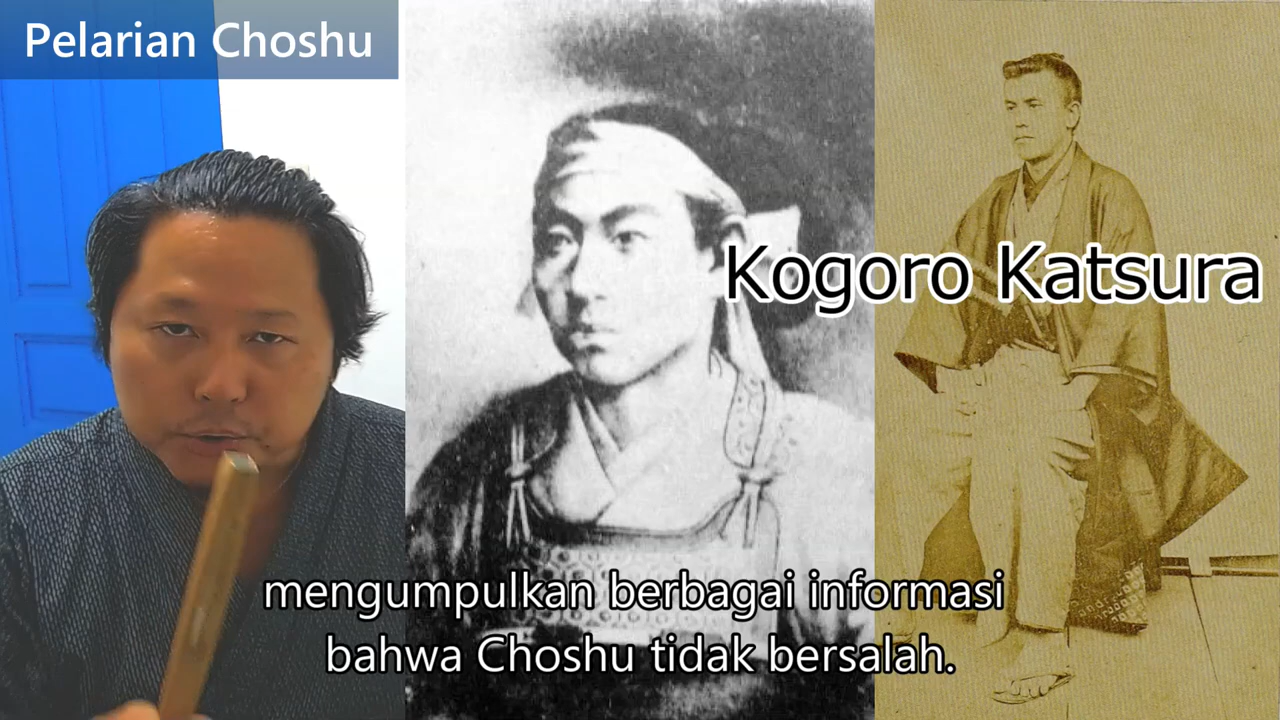 Pelarian Choshu
Kogoro Katsura
mengumpulkan berbagai informasi
bahwa Choshu tidak bersalah.